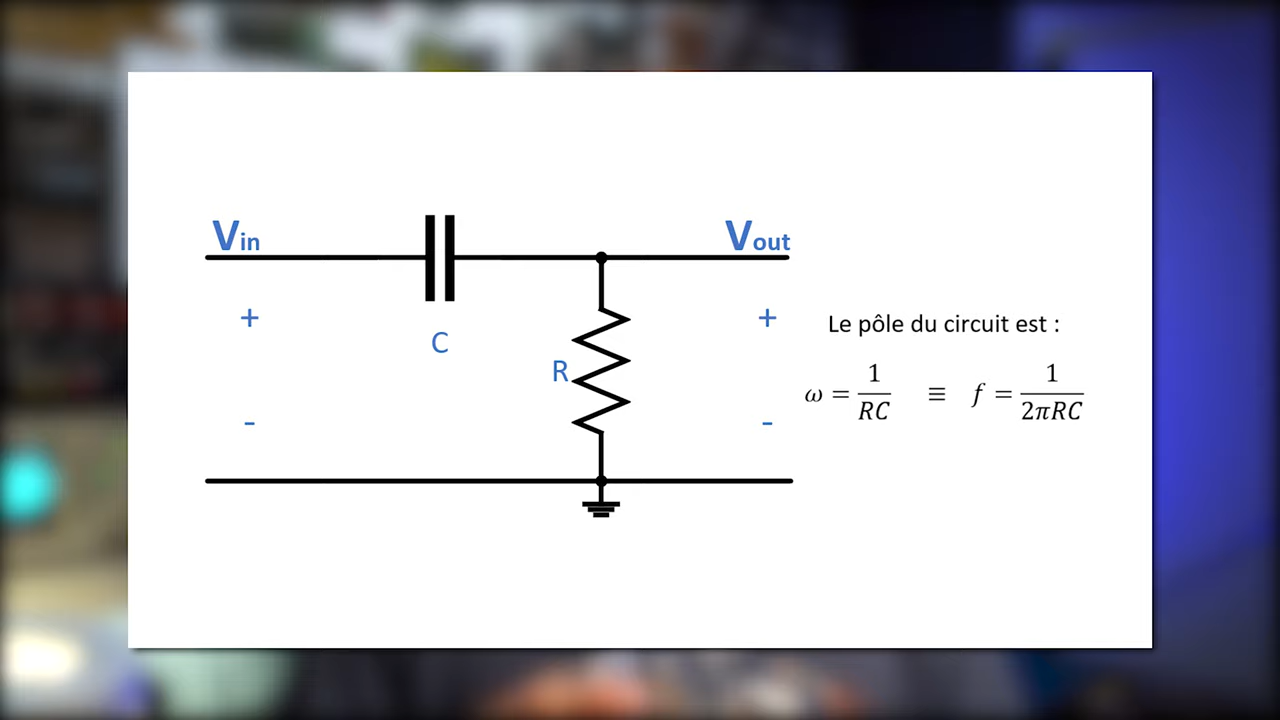 Vin
Vout
+
+
C
R
-
-
Le pôle du circuit est :
ω = 1/RC ≡ f = 1/2πRC